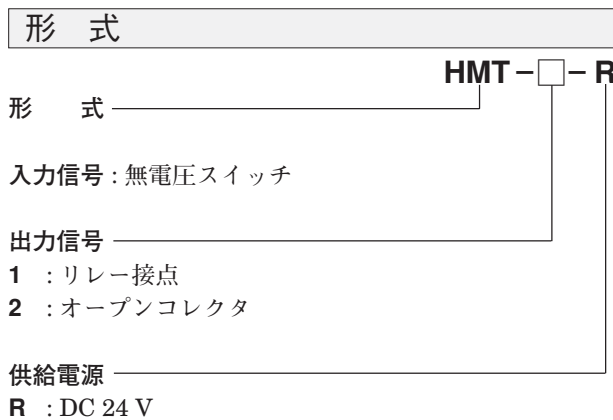 形 式
HMT－□－R
形 式
入力信号：無電圧スイッチ
出力信号
1 ：リレー接点
2 ：オープンコレクタ
供給電源
R ：DC 24 V